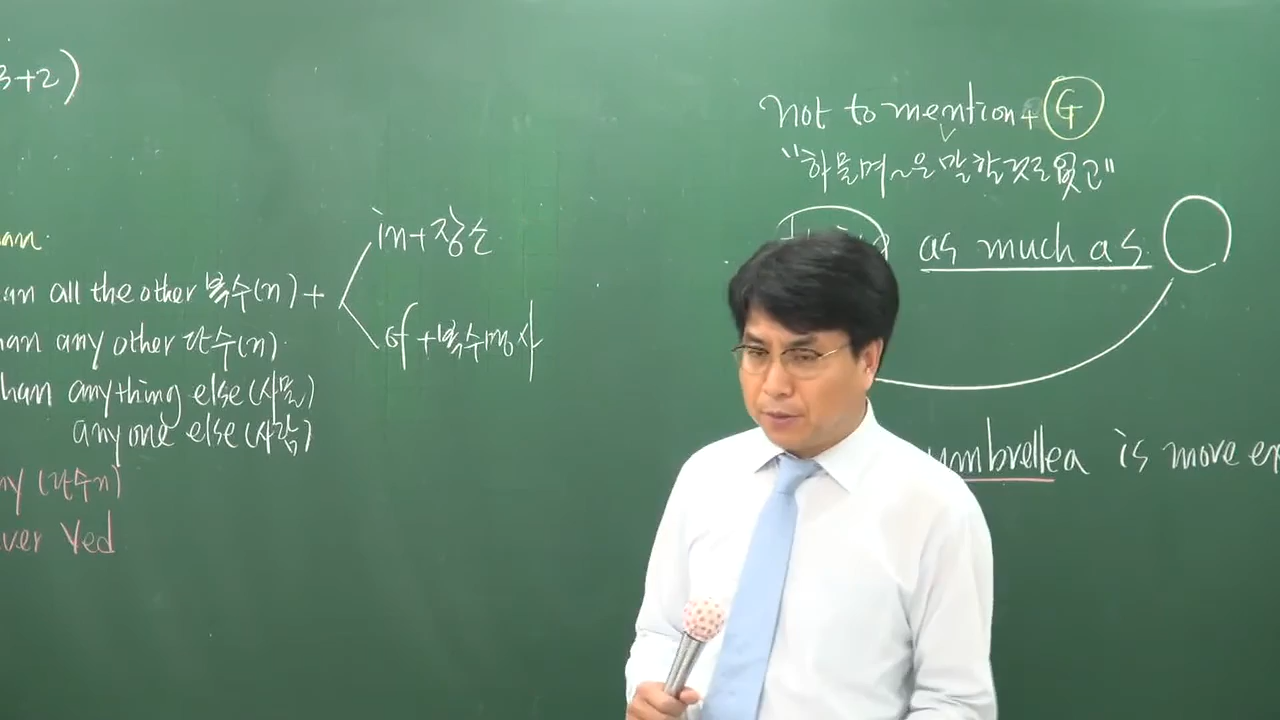 3+2)
an.
an all the other 복수(n) +
in+장소
of +복수명사
han any other 단수(n).
han anything else(사물)
anyone else(사람)
ny (단수n)
ver Ved
not to mention + G
"하물며~은 말할것도없고"
as much as
umbrellea is more ex